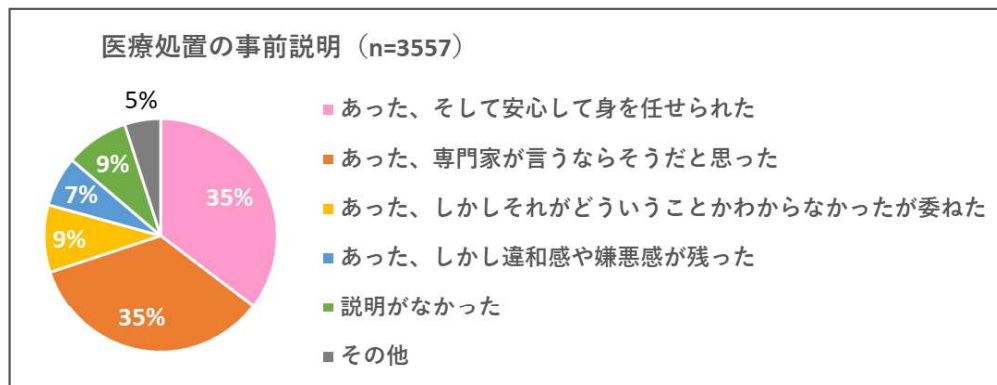 医療処置の事前説明（n=3557）
5%
9%
7%
9%
35%
35%
あった、そして安心して身を任せられた
あった、専門家が言うならそうだと思った
あった、しかしそれがどういうことかわからなかったが委ねた
あった、しかし違和感や嫌悪感が残った
説明がなかった
その他